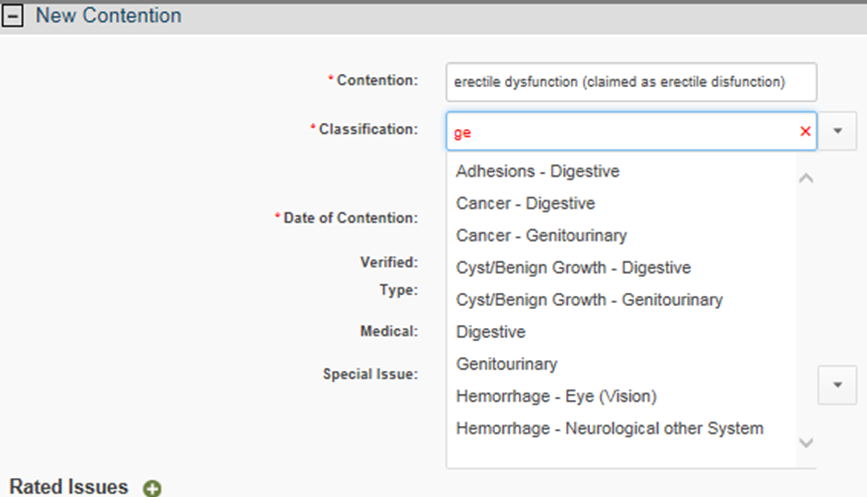 New Contention
* Contention: erectile dysfunction (claimed as erectile disfunction)
* Classification: ge
Adhesions - Digestive
Cancer - Digestive
* Date of Contention:
Cancer - Genitourinary
Verified:
Cyst/Benign Growth - Digestive
Type:
Cyst/Benign Growth - Genitourinary
Medical:
Digestive
Genitourinary
Special Issue:
Hemorrhage - Eye (Vision)
Hemorrhage - Neurological other System
Rated Issues